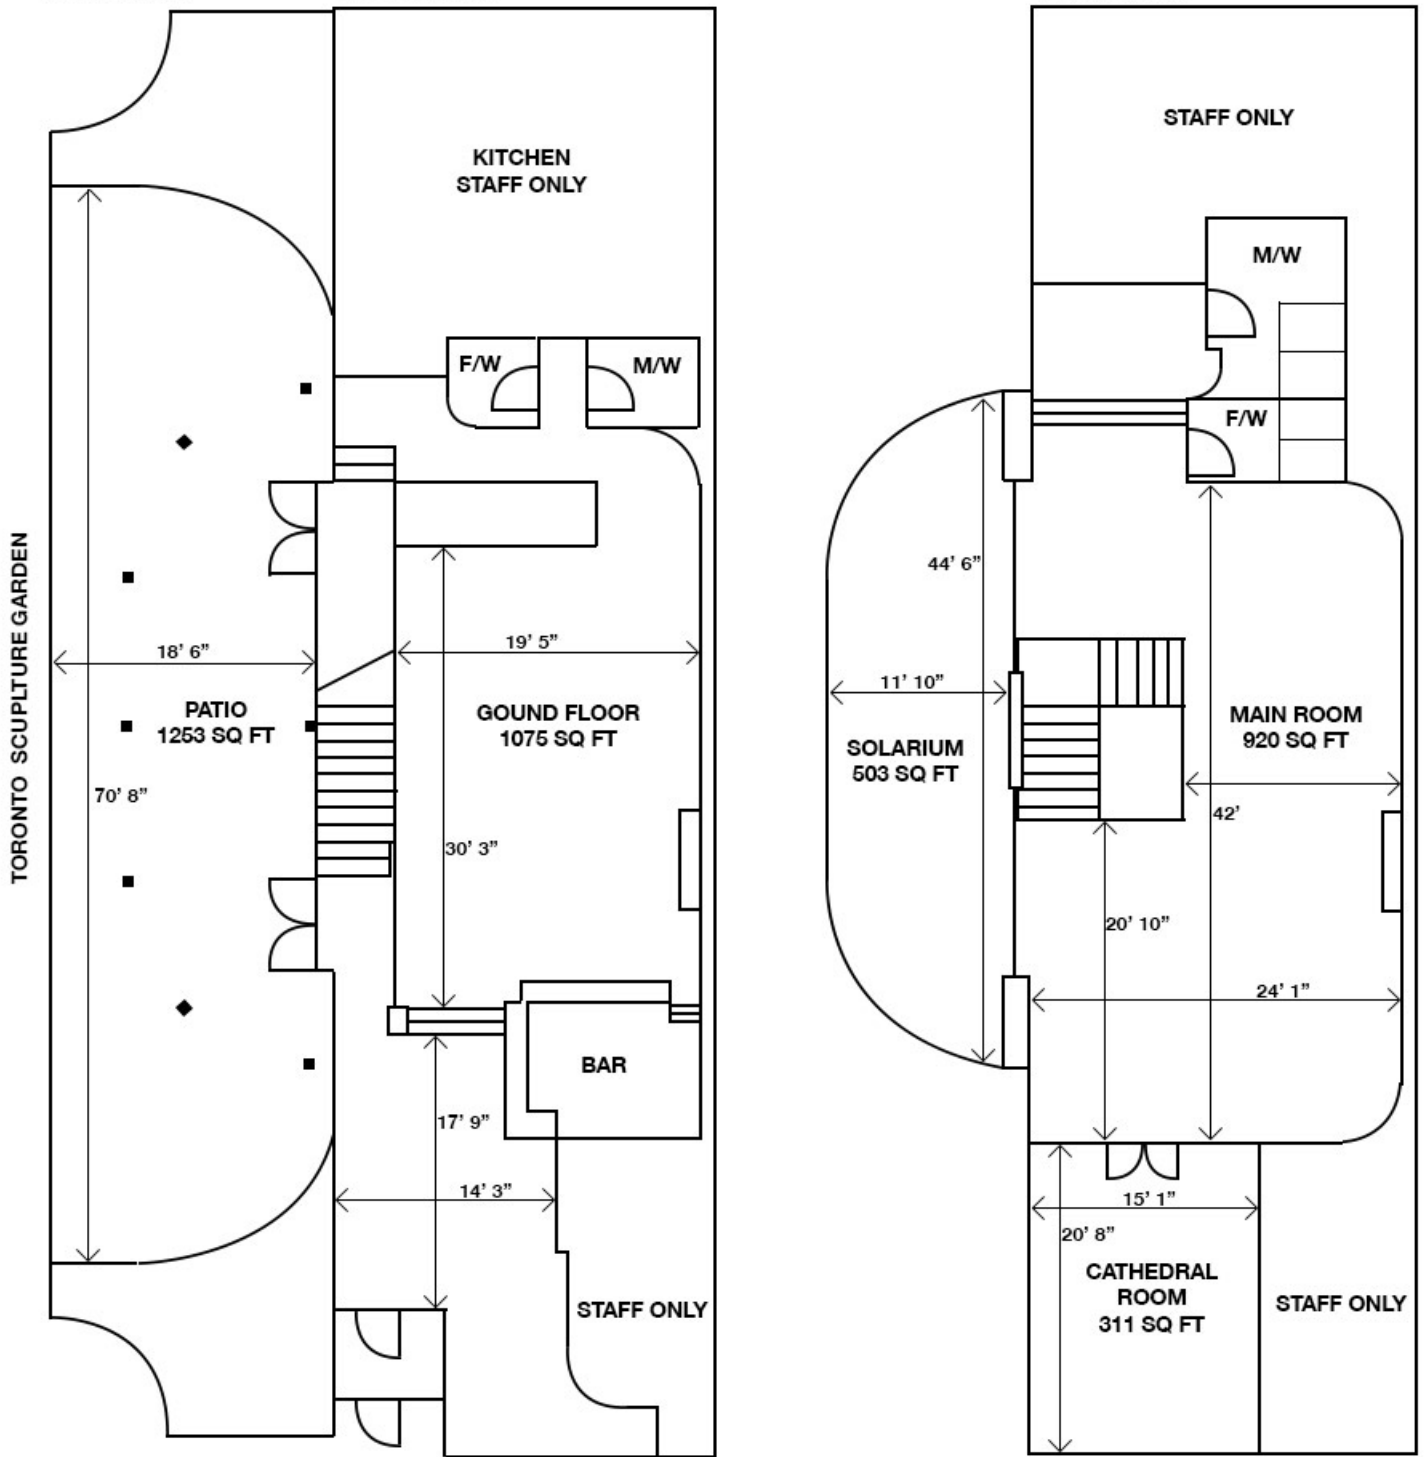 TORONTO SCUPLTURE GARDEN
KITCHEN
STAFF ONLY
F/W
M/W
18’ 6”
PATIO
1253 SQ FT
70’ 8”
19’ 5”
GOUND FLOOR
1075 SQ FT
30’ 3”
BAR
17’ 9”
14’ 3”
STAFF ONLY
STAFF ONLY
M/W
F/W
44’ 6”
11’ 10”
SOLARIUM
503 SQ FT
MAIN ROOM
920 SQ FT
42’
20’ 10”
24’ 1”
15’ 1”
20’ 8”
CATHEDRAL
ROOM
311 SQ FT
STAFF ONLY